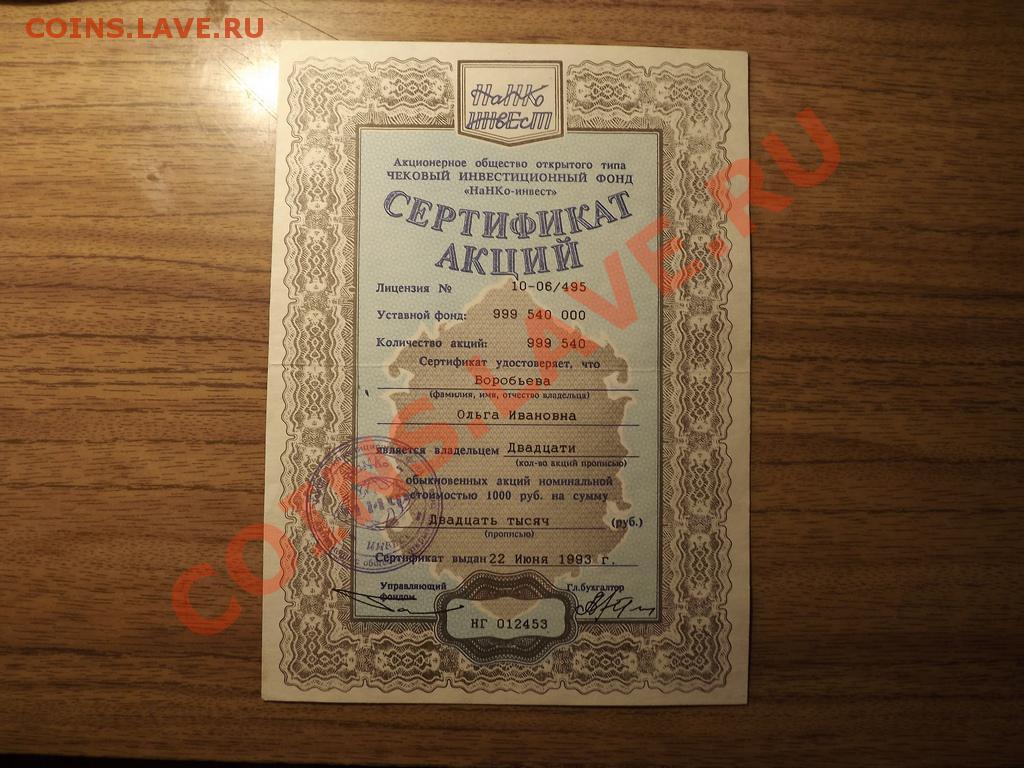 COINS.LAVE.RU
НаНКо
ИНвЕсТ
Акционерное общество открытого типа
ЧЕКОВЫЙ ИНВЕСТИЦИОННЫЙ ФОНД
«НаНКо-инвест»
СЕРТИФИКАТ
АКЦИЙ
Лицензия № 10-06/495
Уставной фонд: 999 540 000
Количество акций: 999 540
Сертификат удостоверяет, что
Воробьева
(фамилия, имя, отчество владельца)
Ольга Ивановна
является владельцем Двадцати
(кол-во акций прописью)
обыкновенных акций номинальной
стоимостью 1000 руб. на сумму
Двадцать тысяч (руб.)
(прописью)
Сертификат выдан 22 Июня 1993 г.
Управляющий фондом
Гл.бухгалтор
НГ 012453
COINS.LAVE.RU